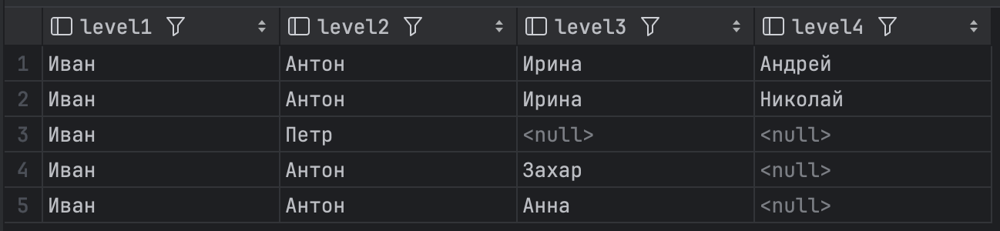 level1 level2 level3 level4
1 Иван Антон Ирина Андрей
2 Иван Антон Ирина Николай
3 Иван Петр <null> <null>
4 Иван Антон Захар <null>
5 Иван Антон Анна <null>